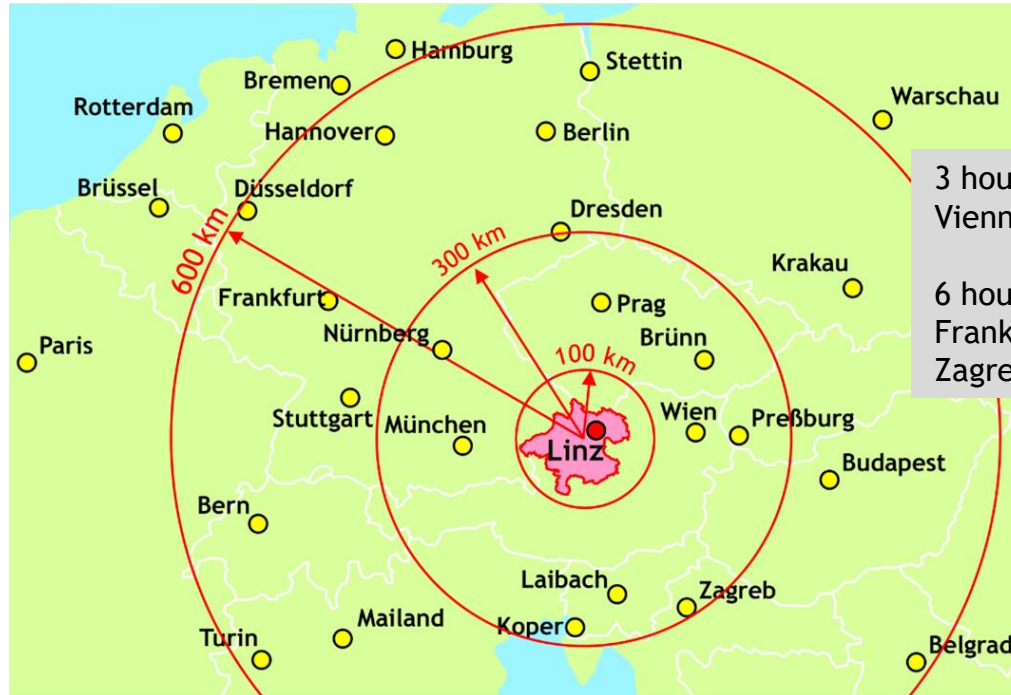 Hamburg
Stettin
Bremen
Warschau
Rotterdam
Hannover
Berlin
3 hou
Vienn
Brüssel
Düsseldorf
Dresden
600 km
300 km
Krakau
6 hou
Frank
Zagre
Frankfurt
Prag
Nürnberg
Brünn
Paris
100 km
Stuttgart
München
Wien
Preßburg
Linz
Budapest
Bern
Laibach
Zagreb
Koper
Mailand
Turin
Belgrad